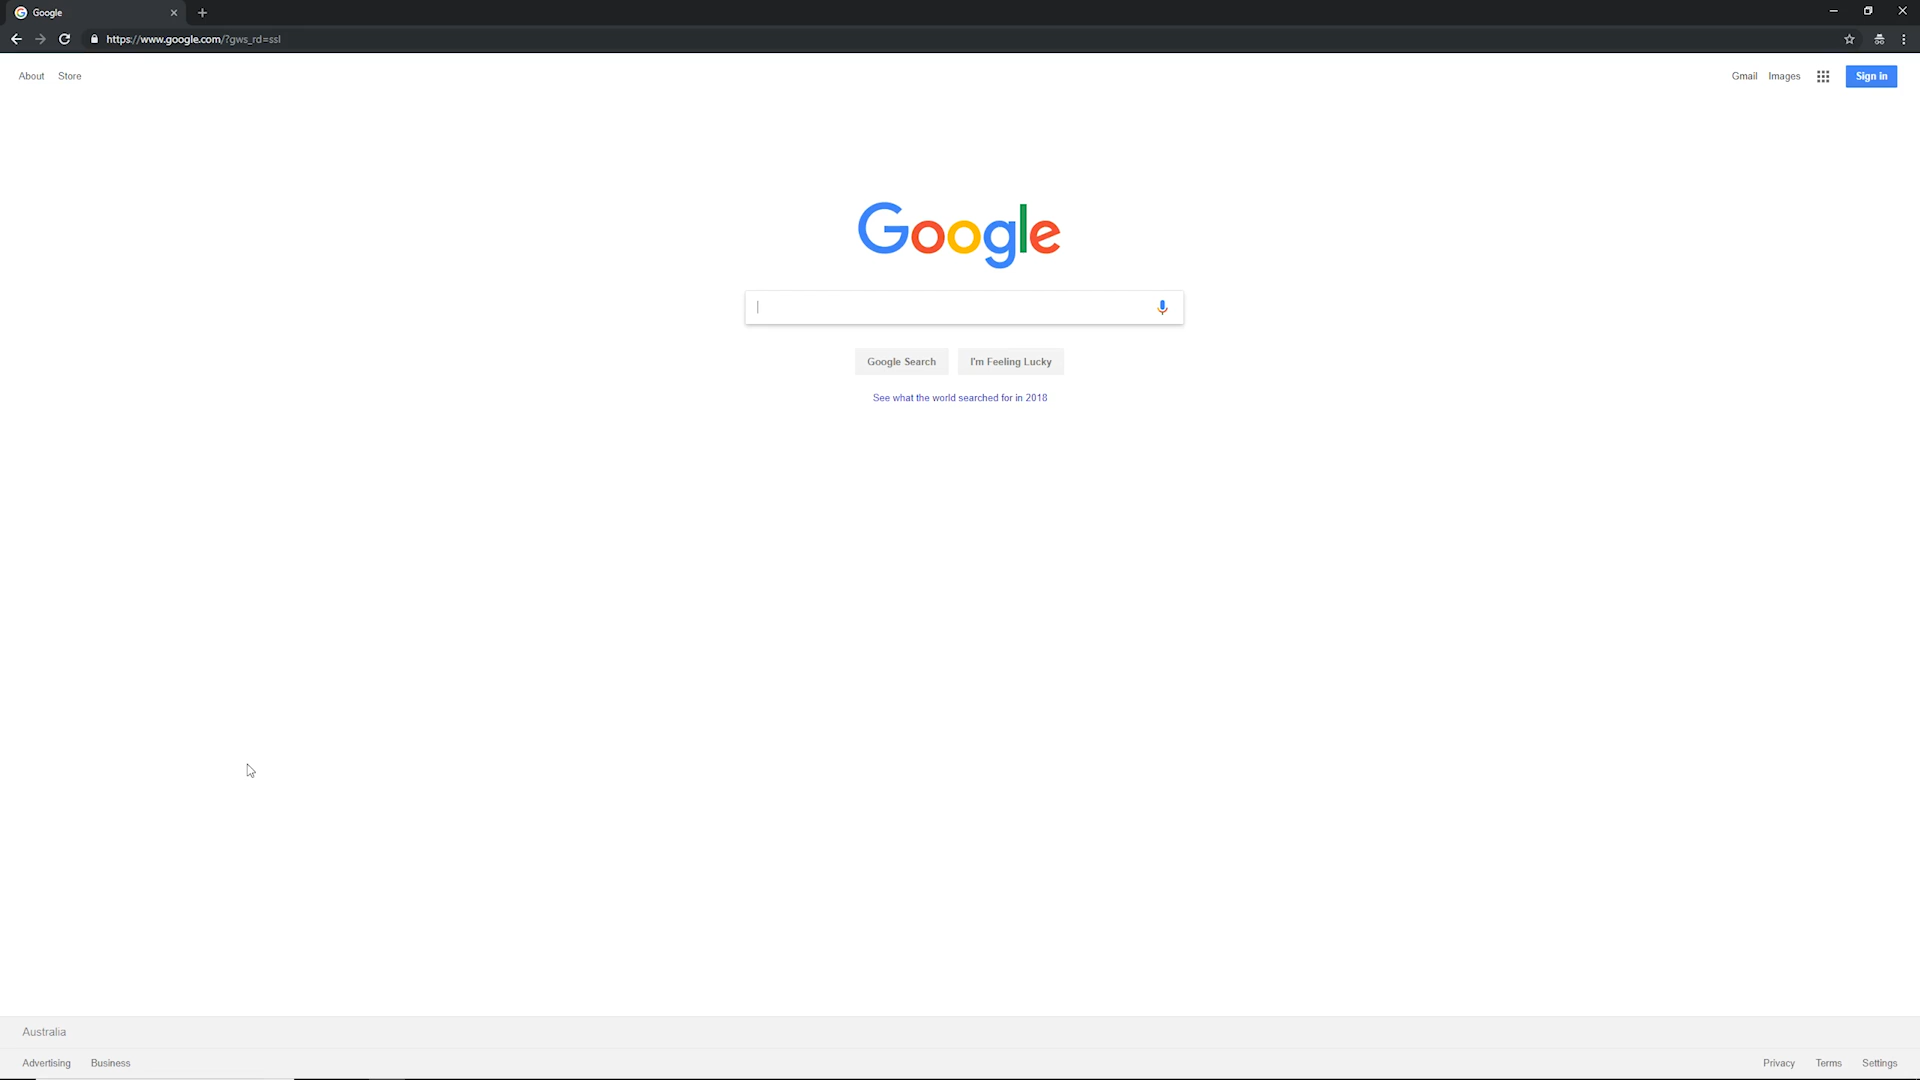 Google
https://www.google.com/?gws_rd=ssl
About Store
Gmail Images Sign in
Google
Google Search I'm Feeling Lucky
See what the world searched for in 2018
Australia
Advertising Business
Privacy Terms Settings